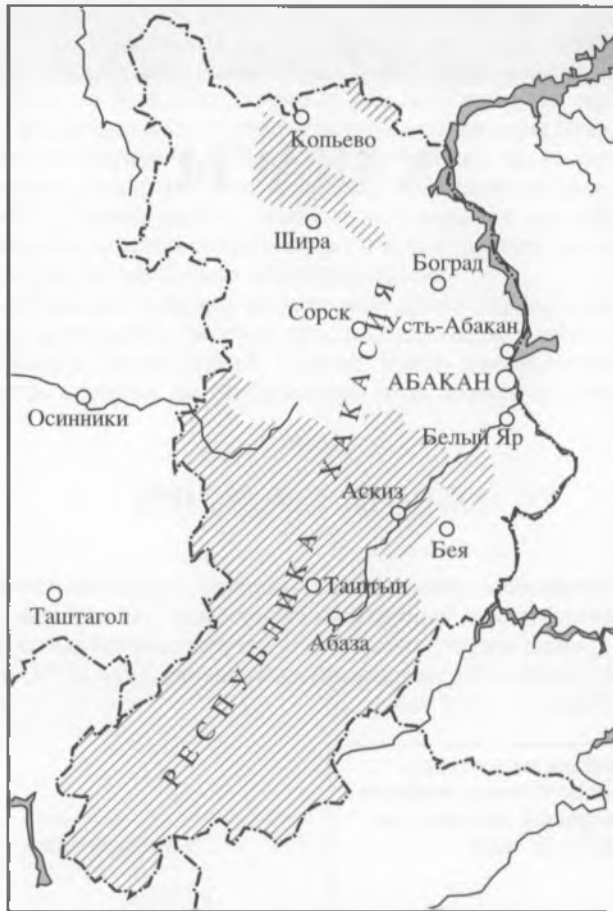 Копьево
Шира
Боград
Сорск
Усть-Абакан
АБАКАН
Осинники
Белый Яр
Аскиз
Бея
Таштып
Таштагол
Абаза
РЕСПУБЛИКА ХАКАСИЯ